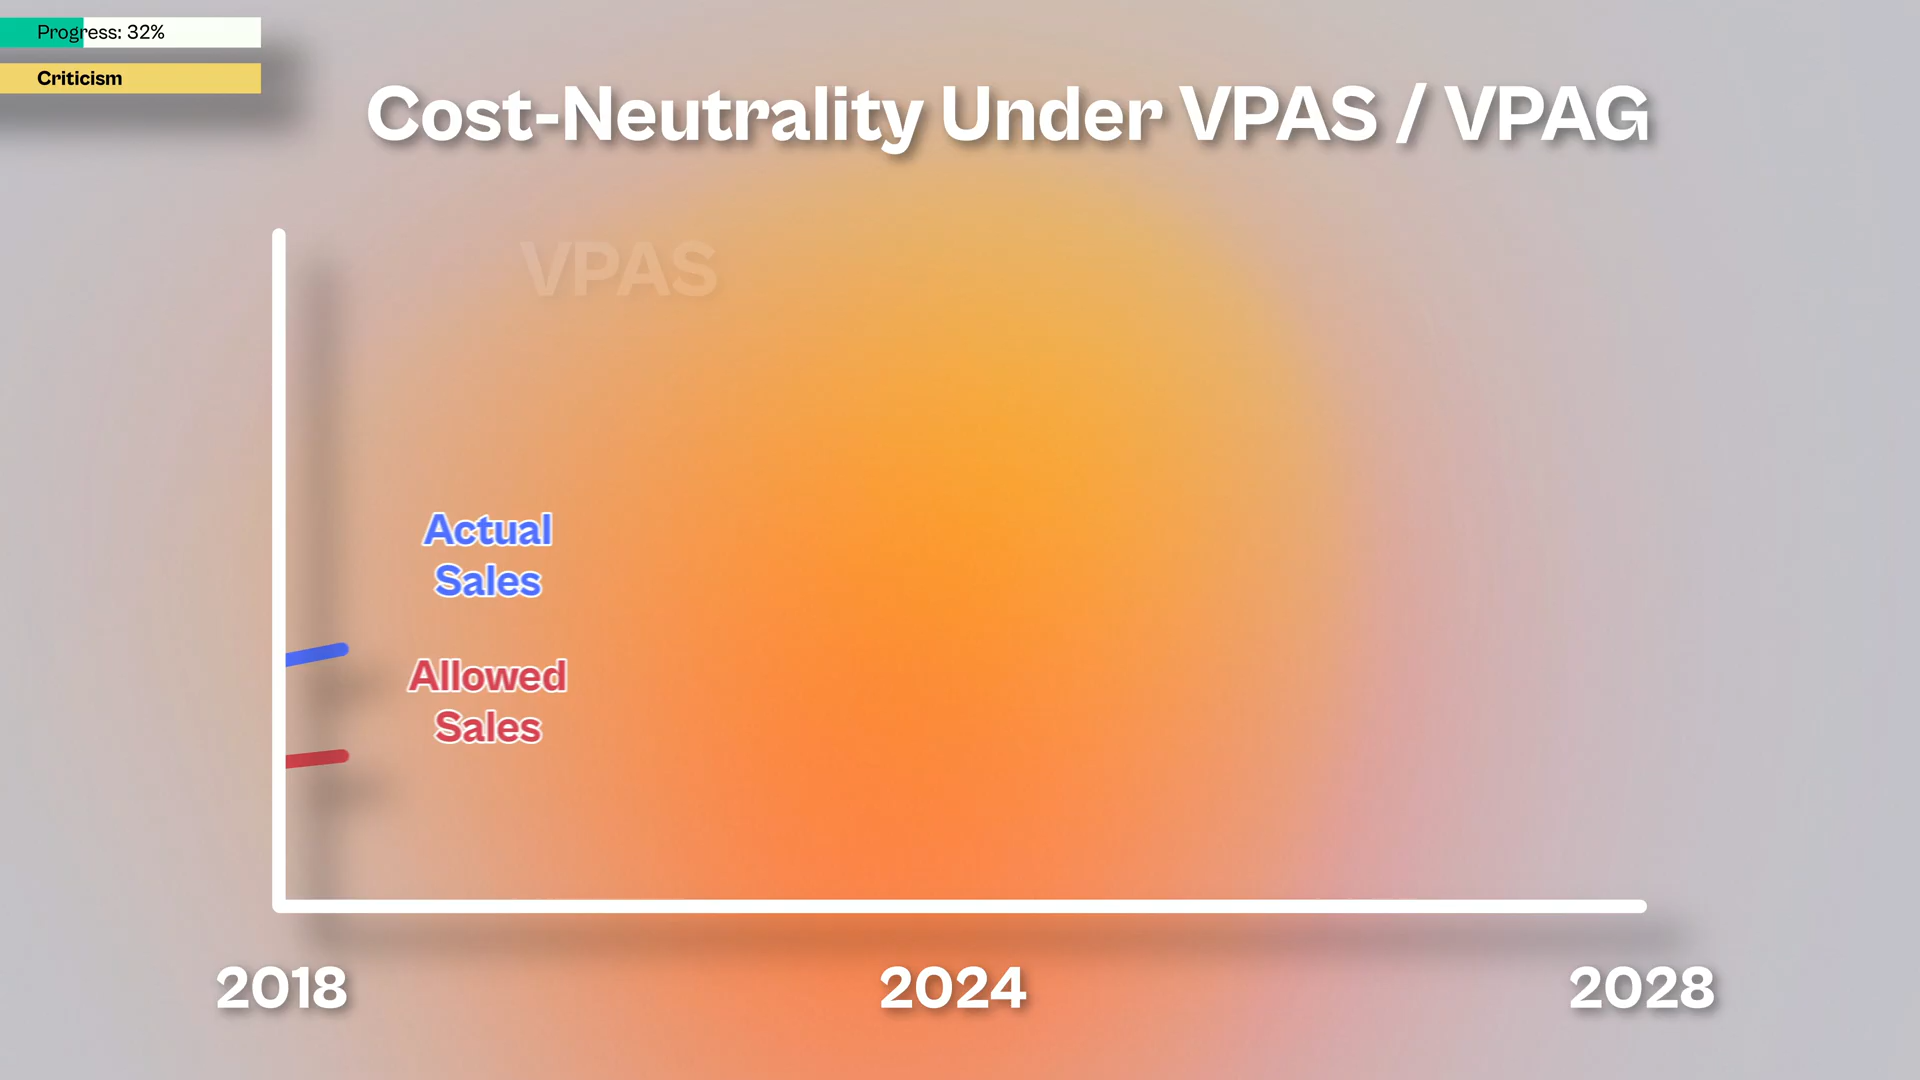 Progress: 32%
Criticism
Cost-Neutrality Under VPAS / VPAG
VPAS
Actual
Sales
Allowed
Sales
2018
2024
2028